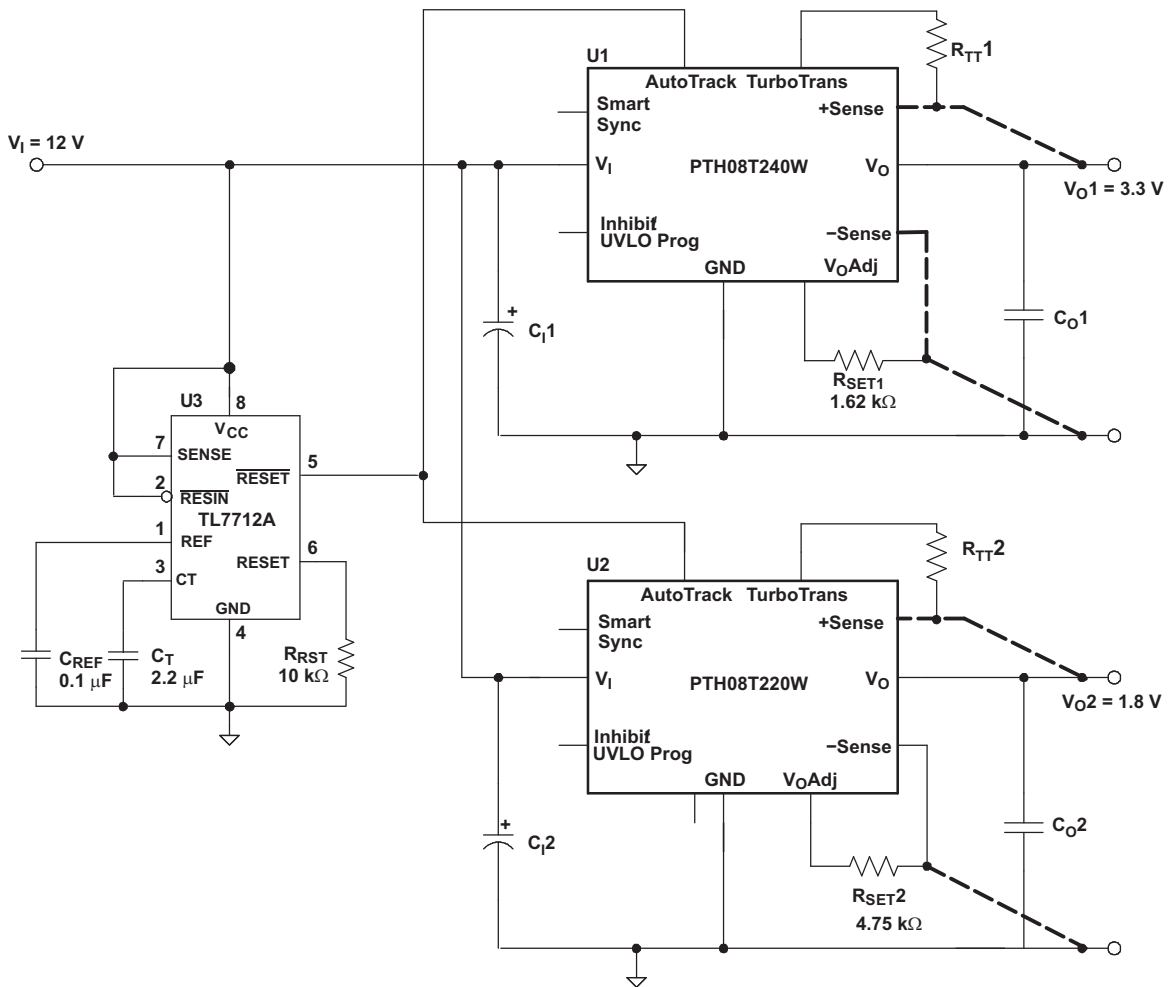 U1
R_TT1
AutoTrack TurboTrans
Smart
Sync
+Sense
V_I = 12 V
V_I
PTH08T240W
V_O
V_O1 = 3.3 V
Inhibit/
UVLO Prog
−Sense
GND
V_OAdj
+
C_I1
C_O1
R_SET1
1.62 kΩ
U3
8
V_CC
7
SENSE
5
RESET
2
RESIN
TL7712A
1
REF
6
RESET
3
CT
GND
4
C_REF
0.1 μF
C_T
2.2 μF
R_RST
10 kΩ
U2
R_TT2
AutoTrack TurboTrans
Smart
Sync
+Sense
V_I
PTH08T220W
V_O
V_O2 = 1.8 V
Inhibit/
UVLO Prog
−Sense
GND
V_OAdj
+
C_I2
C_O2
R_SET2
4.75 kΩ